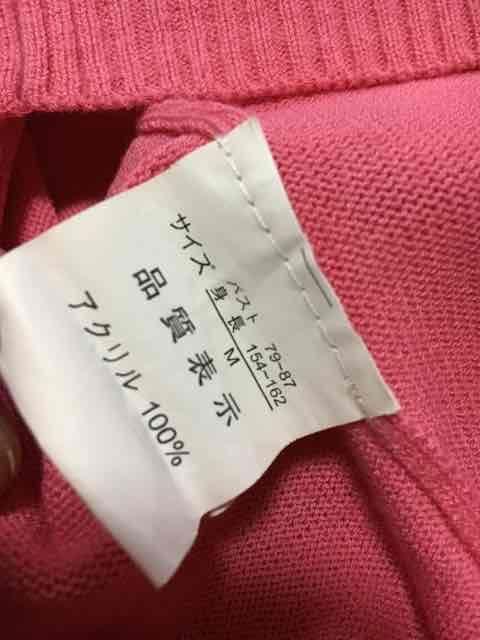 サイズ
バスト 79-87
身長 154-162
M
品質表示
アクリル 100%